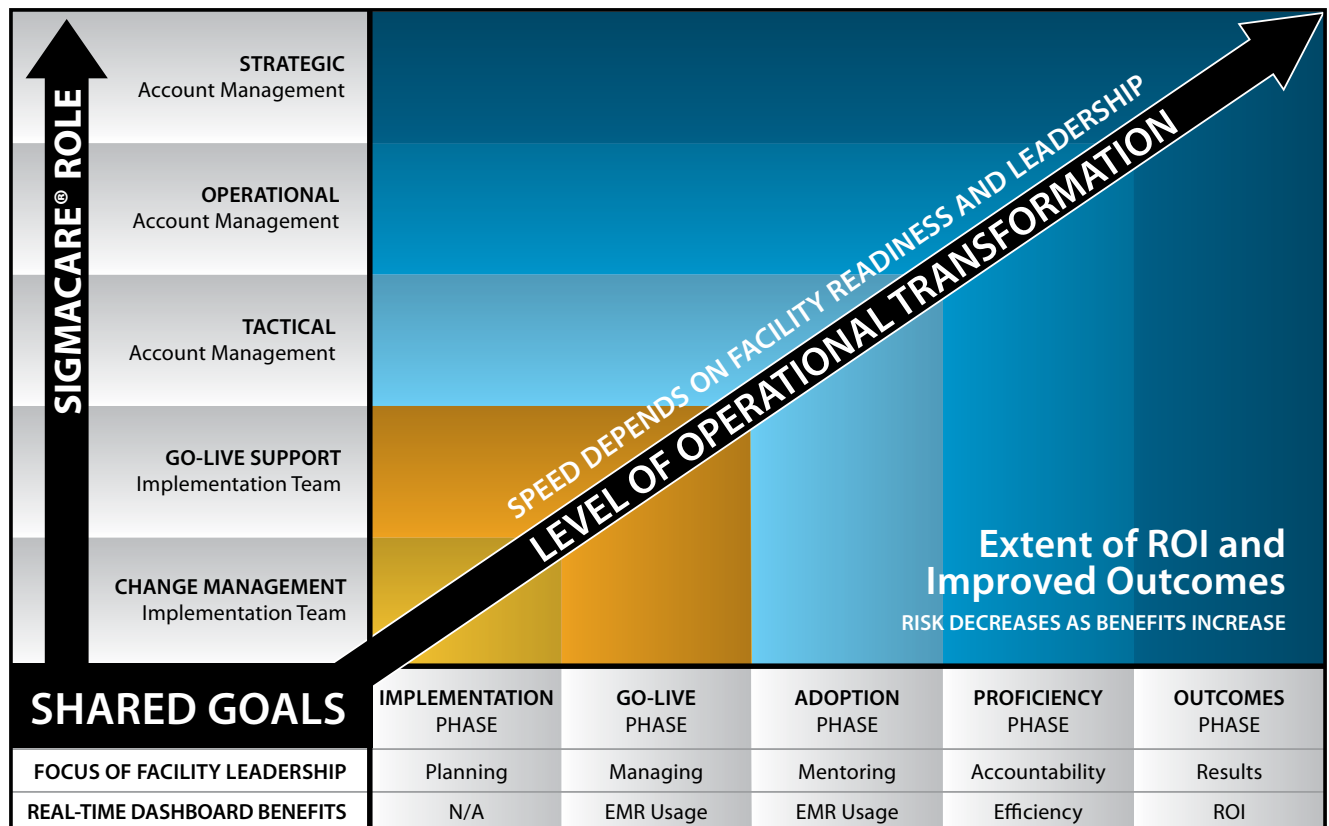 SIGMACARE® ROLE
STRATEGIC
Account Management
OPERATIONAL
Account Management
TACTICAL
Account Management
GO-LIVE SUPPORT
Implementation Team
CHANGE MANAGEMENT
Implementation Team
SPEED DEPENDS ON FACILITY READINESS AND LEADERSHIP
LEVEL OF OPERATIONAL TRANSFORMATION
Extent of ROI and
Improved Outcomes
RISK DECREASES AS BENEFITS INCREASE
SHARED GOALS
IMPLEMENTATION
PHASE
GO-LIVE
PHASE
ADOPTION
PHASE
PROFICIENCY
PHASE
OUTCOMES
PHASE
FOCUS OF FACILITY LEADERSHIP
Planning
Managing
Mentoring
Accountability
Results
REAL-TIME DASHBOARD BENEFITS
N/A
EMR Usage
EMR Usage
Efficiency
ROI